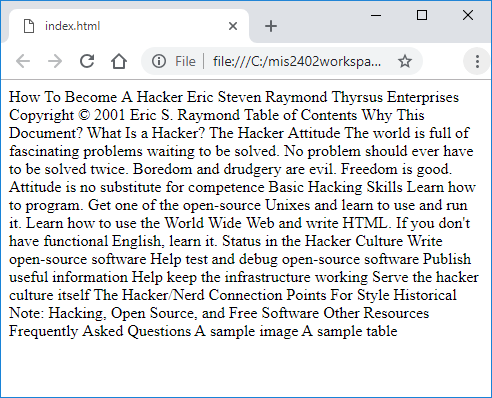 index.html
File
file:///C:/mis2402workspa...
How To Become A Hacker Eric Steven Raymond Thyrsus Enterprises
Copyright © 2001 Eric S. Raymond Table of Contents Why This
Document? What Is a Hacker? The Hacker Attitude The world is full of
fascinating problems waiting to be solved. No problem should ever have
to be solved twice. Boredom and drudgery are evil. Freedom is good.
Attitude is no substitute for competence Basic Hacking Skills Learn how
to program. Get one of the open-source Unixes and learn to use and run
it. Learn how to use the World Wide Web and write HTML. If you don't
have functional English, learn it. Status in the Hacker Culture Write
open-source software Help test and debug open-source software Publish
useful information Help keep the infrastructure working Serve the hacker
culture itself The Hacker/Nerd Connection Points For Style Historical
Note: Hacking, Open Source, and Free Software Other Resources
Frequently Asked Questions A sample image A sample table